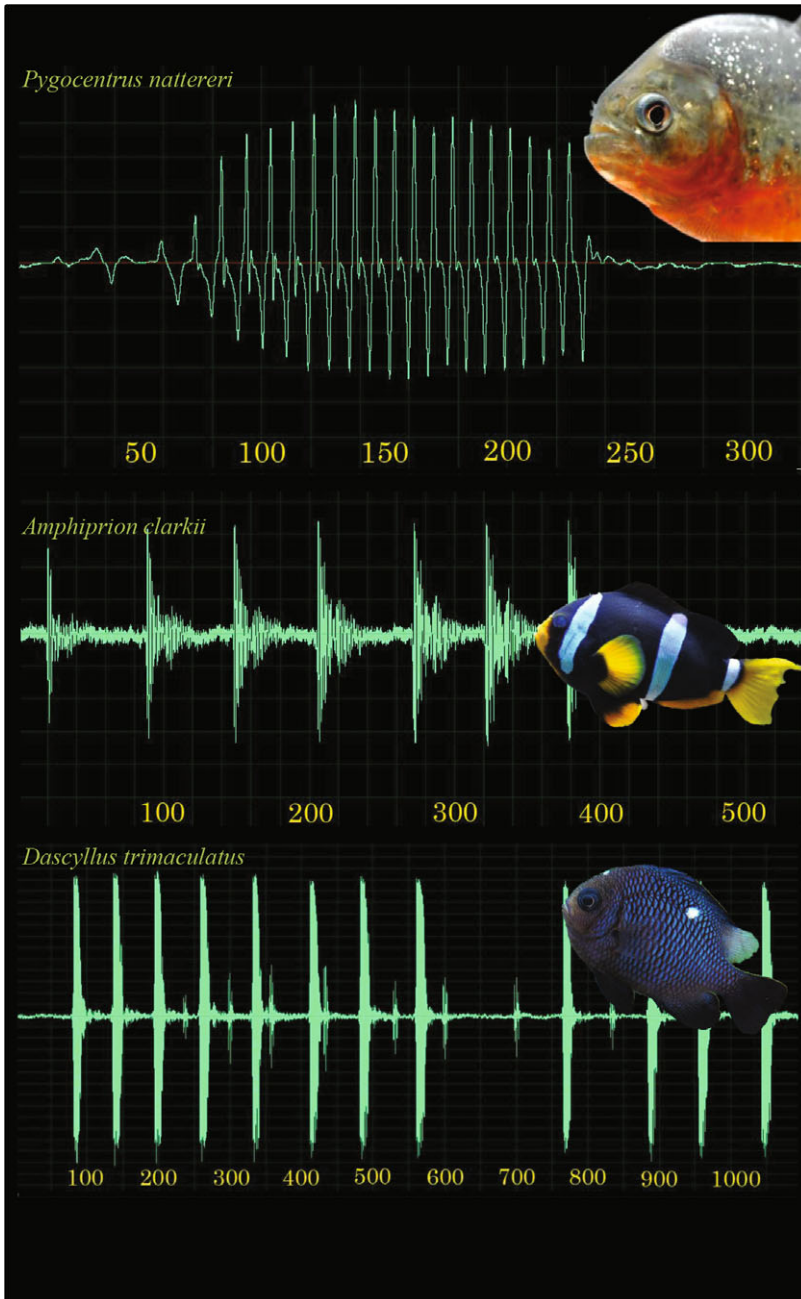 Pygocentrus nattereri
50 100 150 200 250 300
Amphiprion clarkii
100 200 300 400 500
Dascyllus trimaculatus
100 200 300 400 500 600 700 800 900 1000